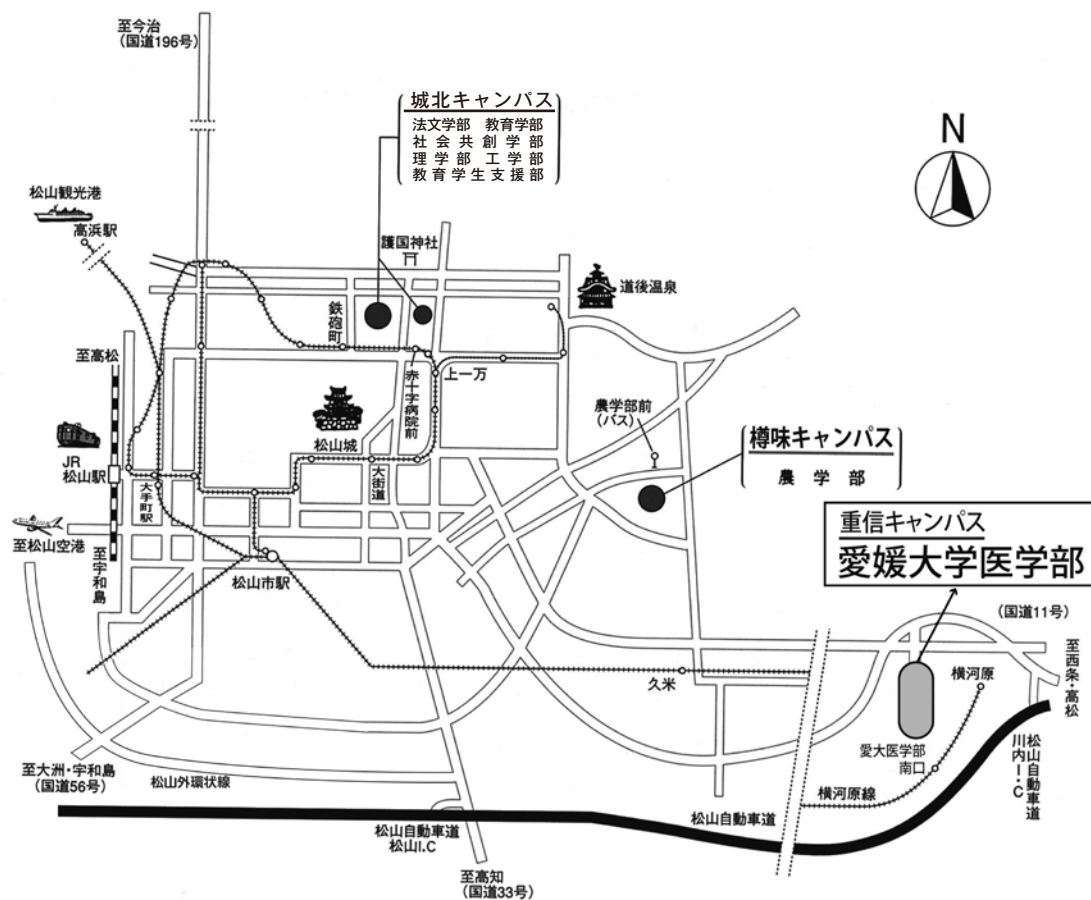 至今治
(国道196号)
城北キャンパス
法文学部 教育学部
社会共創学部
理学部 工学部
教育学生支援部
N
松山観光港
高浜駅
護国神社
道後温泉
鉄砲町
至高松
赤十字病院前
上一万
農学部前
(バス)
樽味キャンパス
農学部
松山城
JR
松山駅
大手町駅
大街道
重信キャンパス
愛媛大学医学部
至松山空港
至宇和島
松山市駅
(国道11号)
至西条・高松
久米
横河原
愛大医学部
南口
至大洲・宇和島
(国道56号)
松山外環状線
横河原線
松山自動車道
川内I・C
松山自動車道
松山自動車道
松山I.C
至高知
(国道33号)